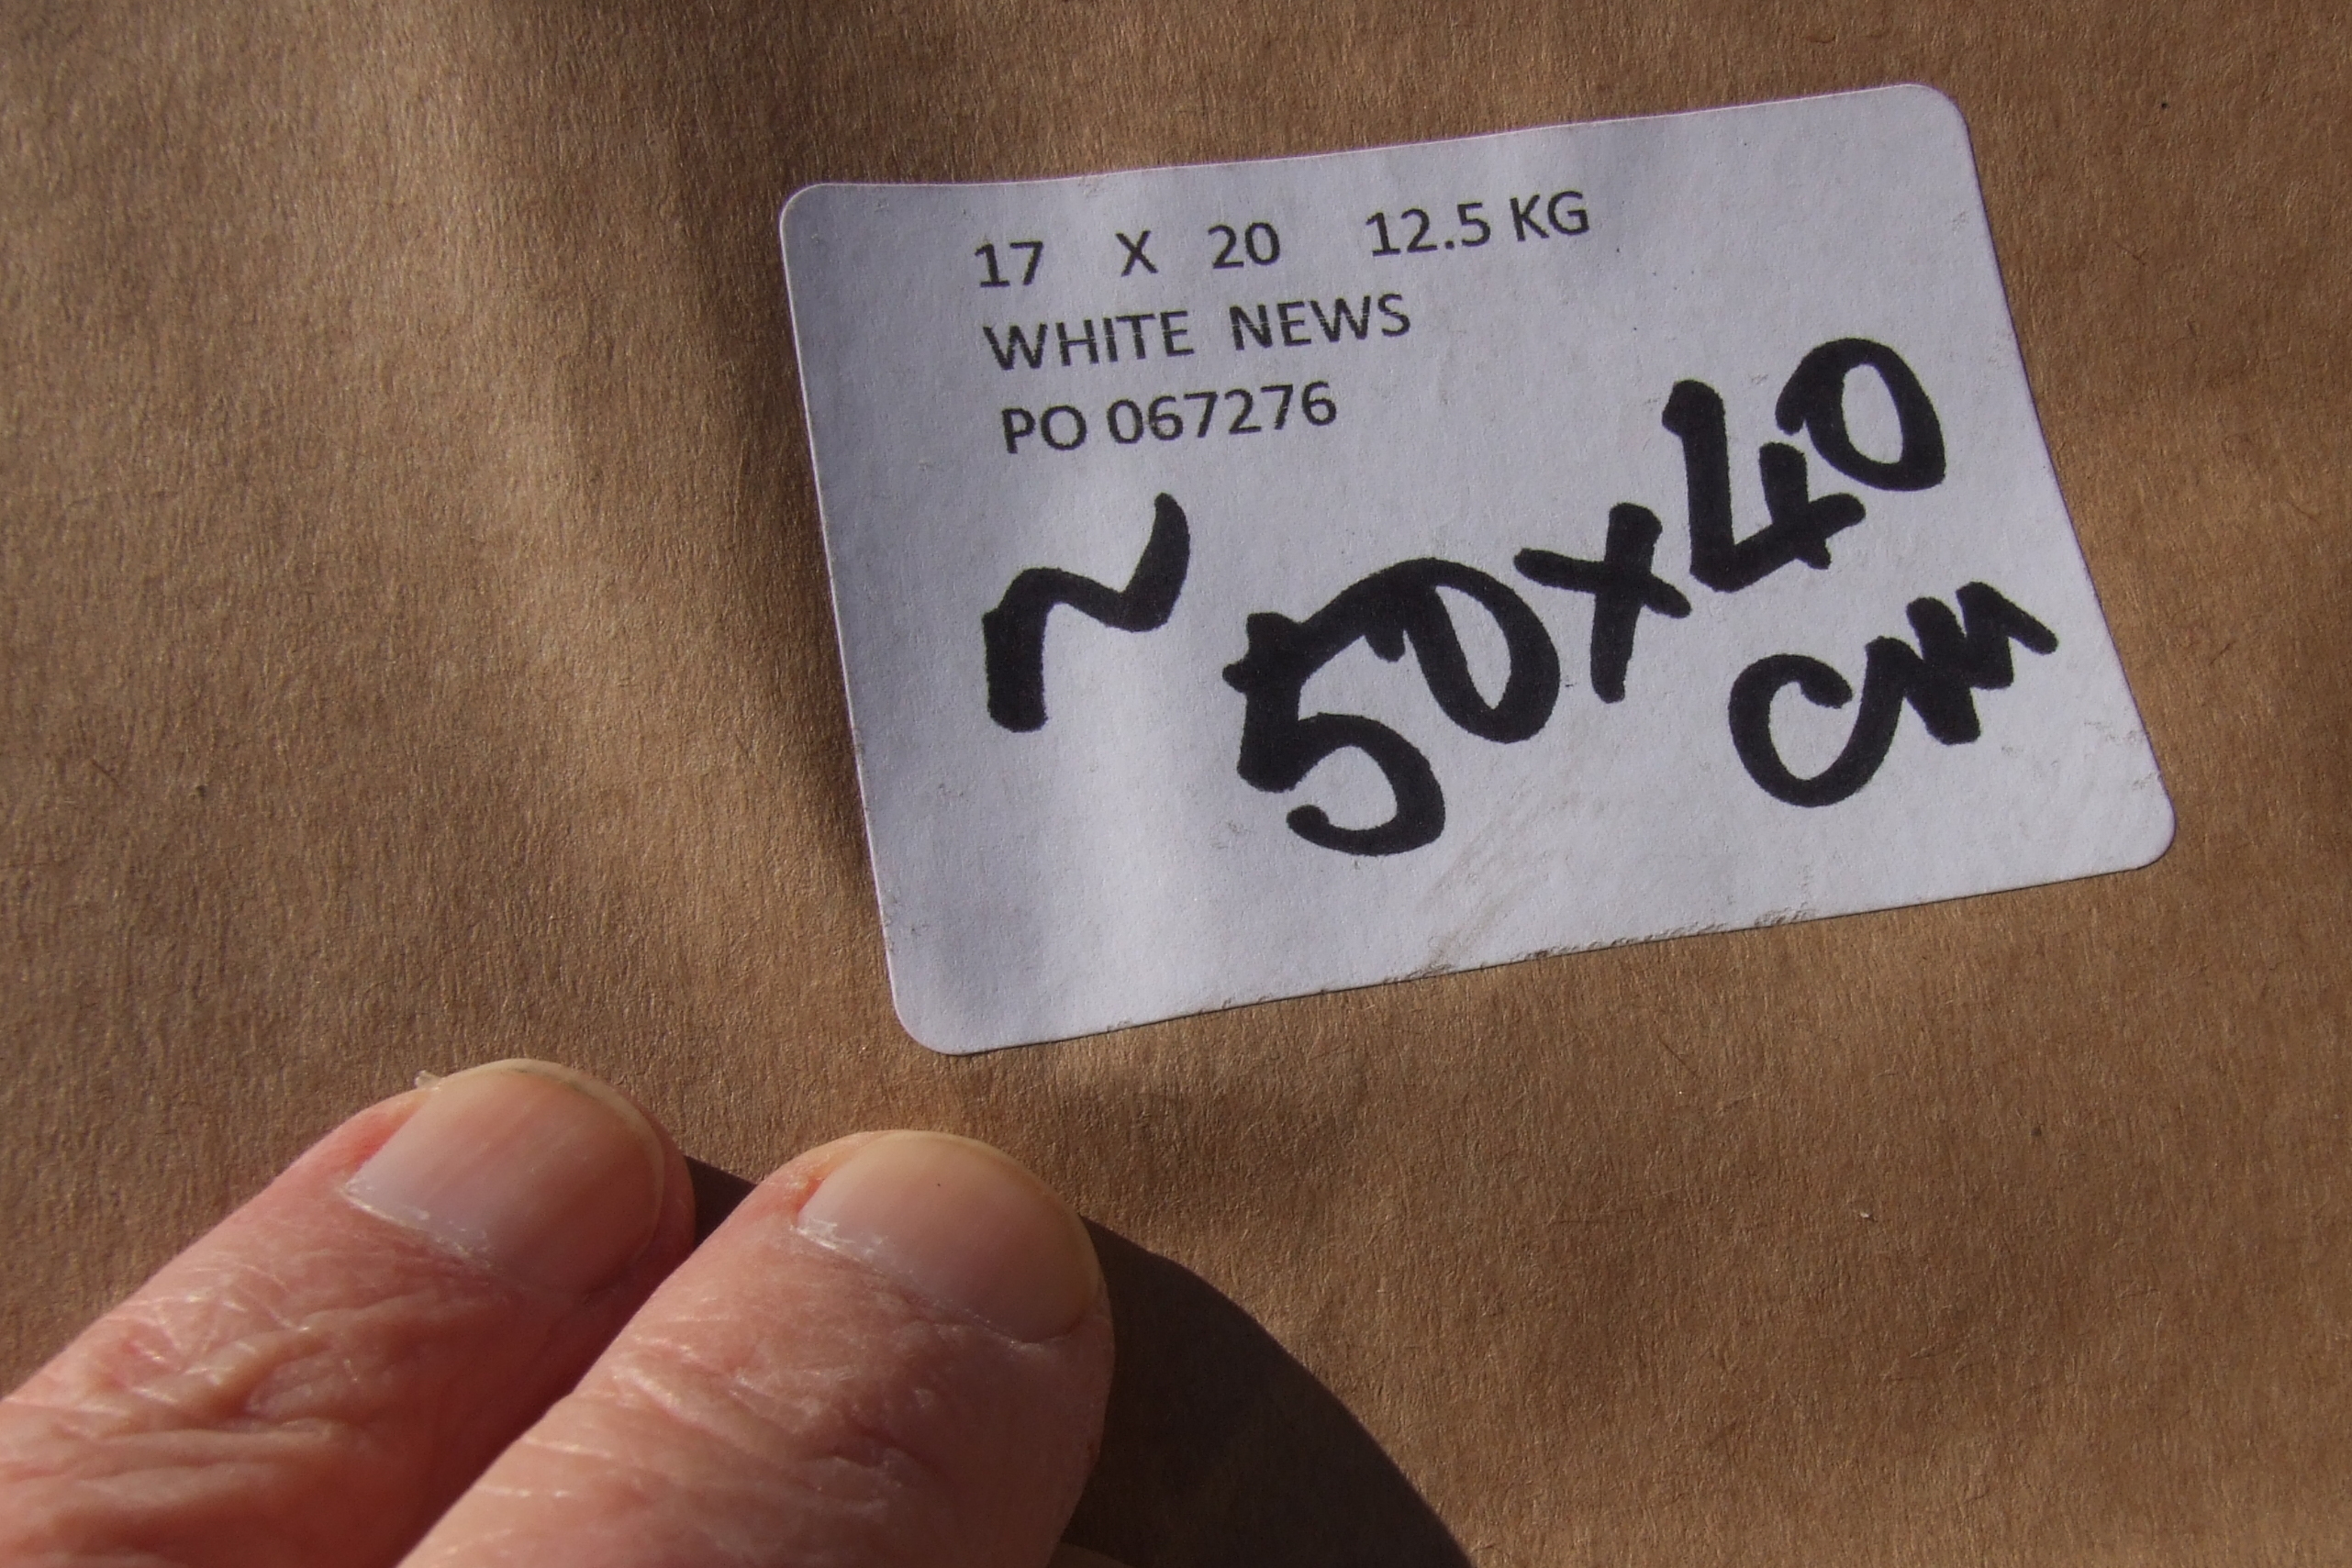 17 X 20 12.5 KG
WHITE NEWS
PO 067276
~ 50x40
cm